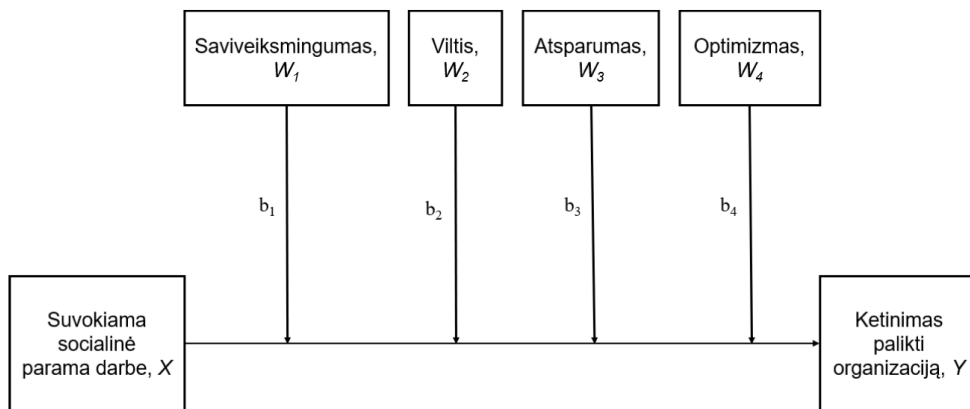 Saviveiksmingumas,
W₁
Viltis,
W₂
Atsparumas,
W₃
Optimizmas,
W₄
b₁
b₂
b₃
b₄
Suvokiama
socialinė
parama darbe, X
Ketinimas
palikti
organizaciją, Y